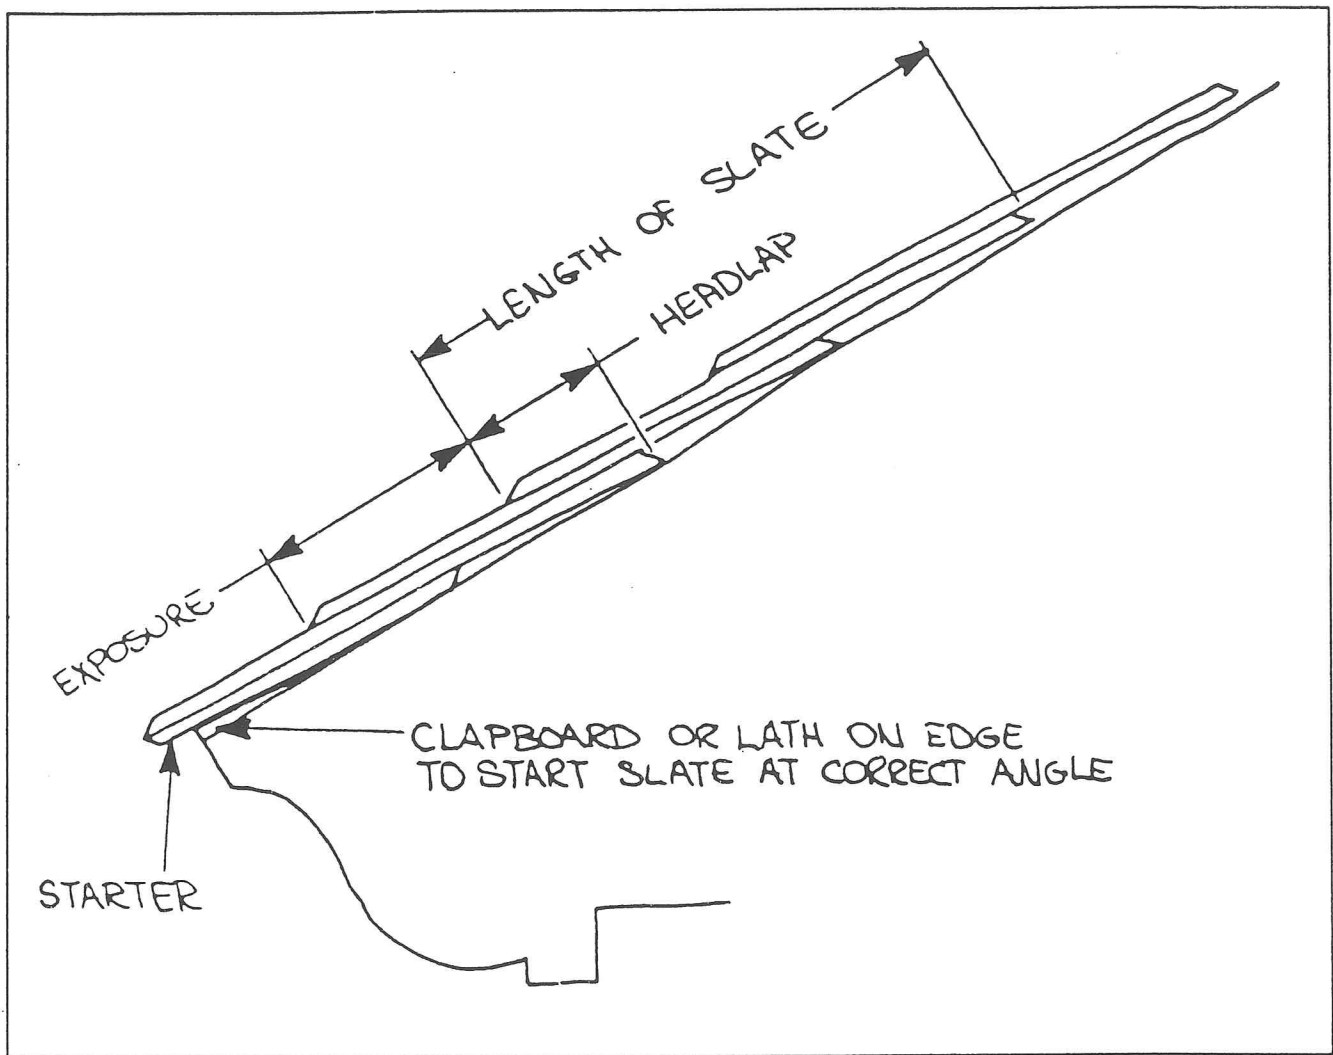 LENGTH OF SLATE
HEADLAP
EXPOSURE
CLAPBOARD OR LATH ON EDGE
TO START SLATE AT CORRECT ANGLE
STARTER